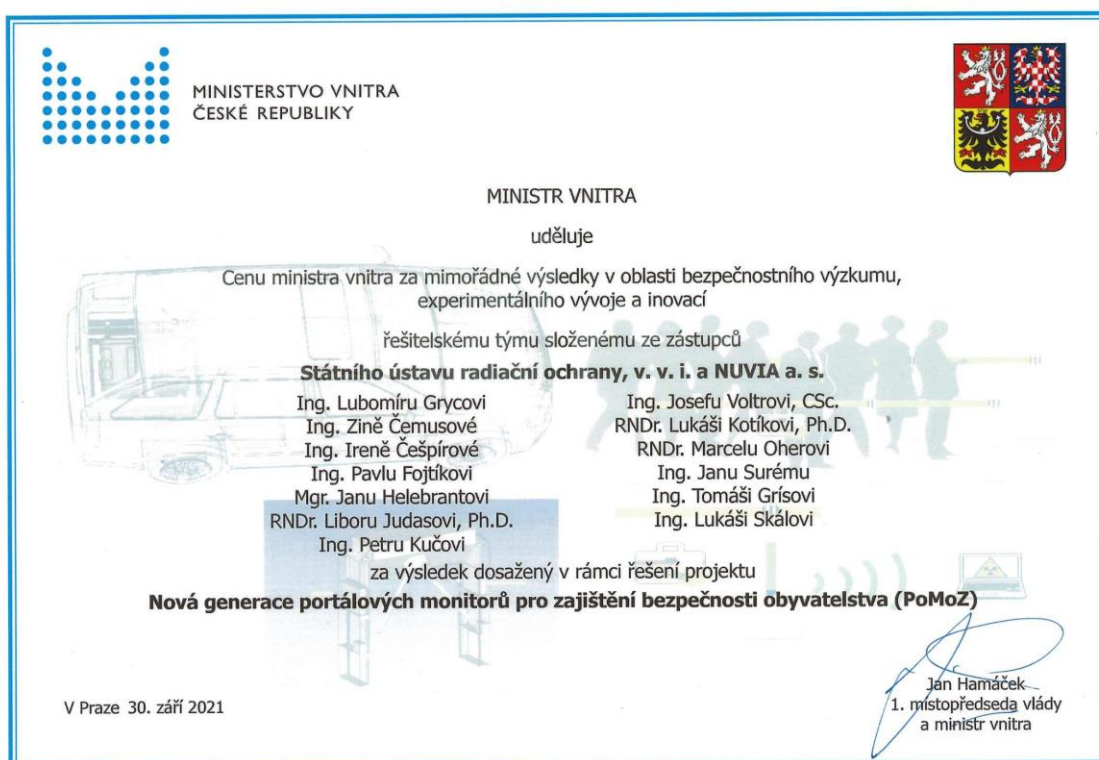 MINISTERSTVO VNITRA
ČESKÉ REPUBLIKY
MINISTR VNITRA
uděluje
Cenu ministra vnitra za mimořádné výsledky v oblasti bezpečnostního výzkumu,
experimentálního vývoje a inovací
řešitelskému týmu složenému ze zástupců
Státního ústavu radiační ochrany, v. v. i. a NUVIA a. s.
Ing. Lubomíru Grycovi
Ing. Zině Čemusové
Ing. Ireně Češpírové
Ing. Pavlu Fojtíkovi
Mgr. Janu Helebrantovi
RNDr. Liboru Judasovi, Ph.D.
Ing. Petru Kučovi
Ing. Josefu Voltrovi, CSc.
RNDr. Lukáši Kotíkovi, Ph.D.
RNDr. Marcelu Oherovi
Ing. Janu Surému
Ing. Tomáši Grísovi
Ing. Lukáši Skálovi
za výsledek dosažený v rámci řešení projektu
Nová generace portálových monitorů pro zajištění bezpečnosti obyvatelstva (PoMoZ)
V Praze 30. září 2021
Jan Hamáček
1. místopředseda vlády
a ministr vnitra